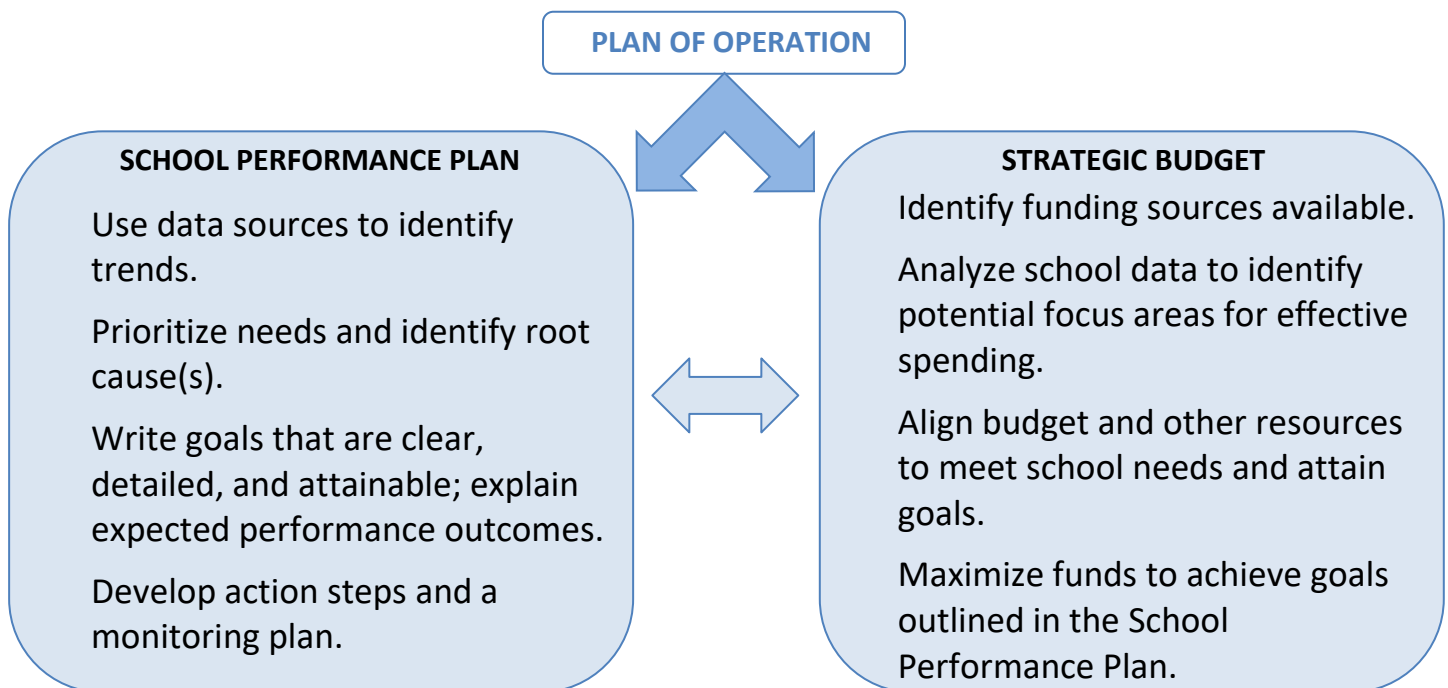 PLAN OF OPERATION
SCHOOL PERFORMANCE PLAN
Use data sources to identify
trends.
Prioritize needs and identify root
cause(s).
Write goals that are clear,
detailed, and attainable; explain
expected performance outcomes.
Develop action steps and a
monitoring plan.
STRATEGIC BUDGET
Identify funding sources available.
Analyze school data to identify
potential focus areas for effective
spending.
Align budget and other resources
to meet school needs and attain
goals.
Maximize funds to achieve goals
outlined in the School
Performance Plan.